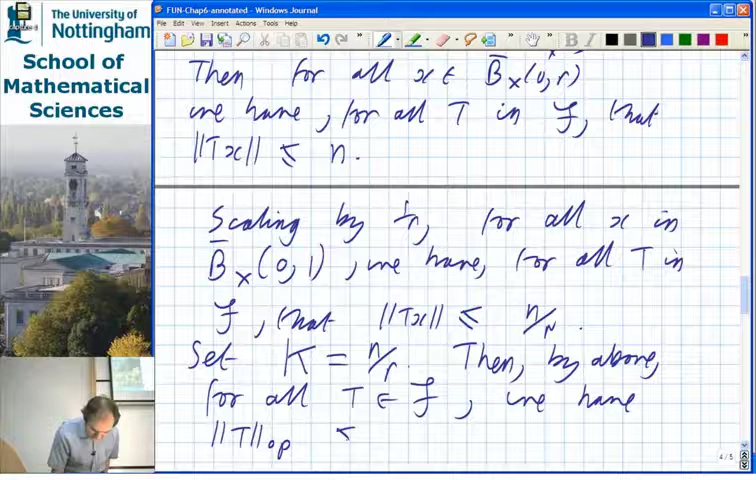 The University of
Nottingham
School of
Mathematical
Sciences
FUN-Chap6-annotated - Windows Journal
File Edit View Insert Actions Tools Help
Then for all x ∈ B̅_X(0, r)
we have, for all T in ℱ, that
||Tx|| ≤ n.
Scaling by 1/r, for all x in
B̅_X(0, 1), we have, for all T in
ℱ, that ||Tx|| ≤ n/r.
Set K = n/r. Then, by above,
for all T ∈ ℱ, we have
||T||op ≤
4 / 5